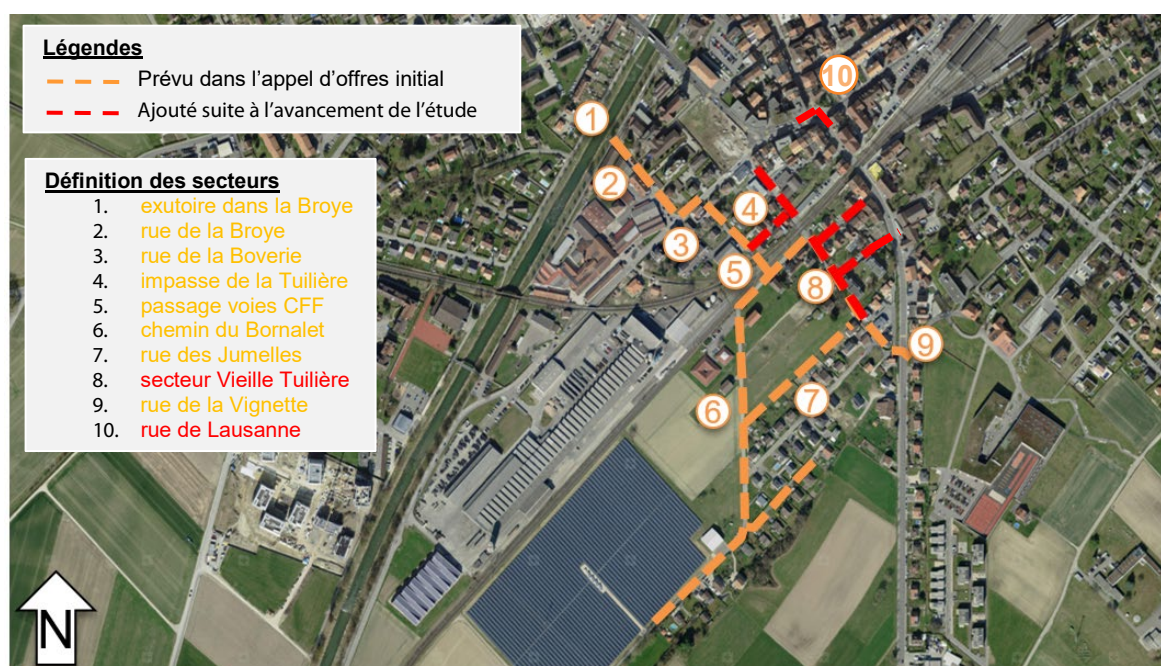 Légendes
Prévu dans l'appel d'offres initial
Ajouté suite à l'avancement de l'étude
Définition des secteurs
1. exutoire dans la Broye
2. rue de la Broye
3. rue de la Boverie
4. impasse de la Tuilière
5. passage voies CFF
6. chemin du Bornalet
7. rue des Jumelles
8. secteur Vieille Tuilière
9. rue de la Vignette
10. rue de Lausanne
10
1
2
4
3
5
8
9
7
6
N